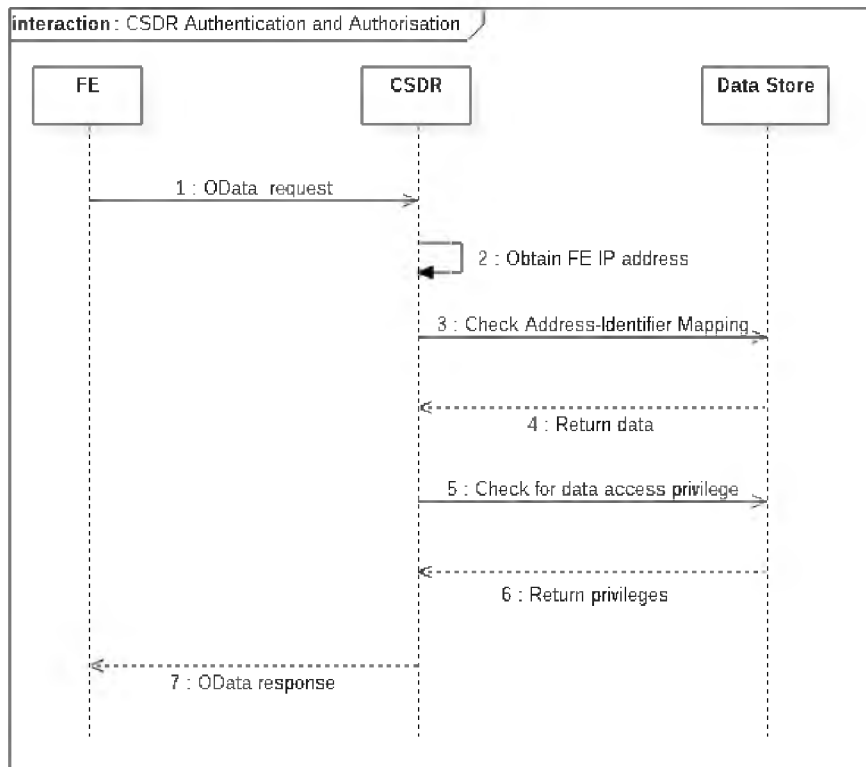 interaction : CSDR Authentication and Authorisation
FE CSDR Data Store
1 : OData request
2 : Obtain FE IP address
3 : Check Address-Identifier Mapping
4 : Return data
5 : Check for data access privilege
6 : Return privileges
7 : OData response